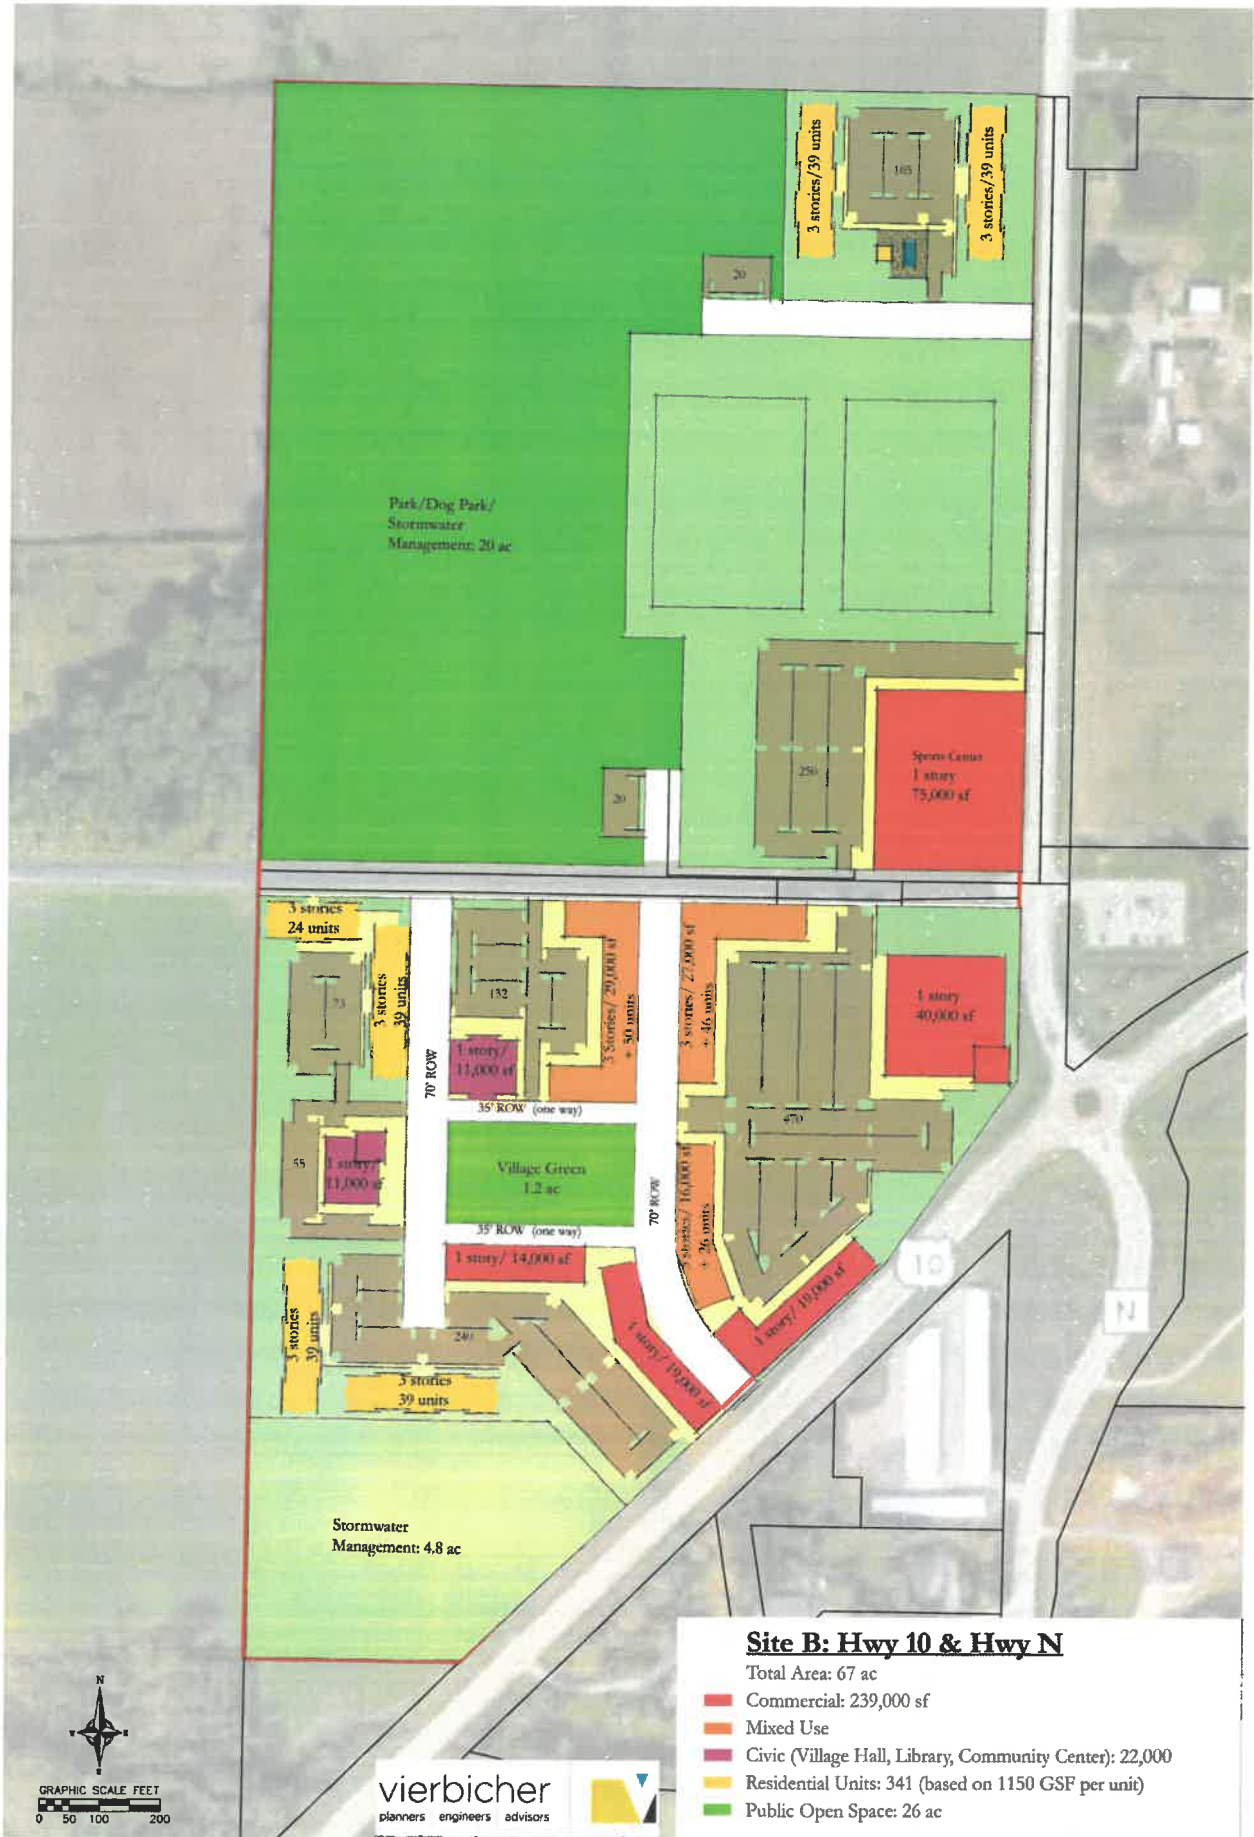 3 stories/39 units
165
3 stories/39 units
20
Park/Dog Park/
Stormwater
Management: 20 ac
Sports Center
1 story
75,000 sf
250
20
3 stories
24 units
3 stories
39 units
73
132
3 Stories/ 29,000 sf
+ 50 units
3 stories/ 27,000 sf
+ 46 units
1 story
40,000 sf
1 story/
11,000 sf
70' ROW
35' ROW (one way)
470
55
1 story/
11,000 sf
Village Green
1.2 ac
70' ROW
3 stories/ 16,000 sf
+ 26 units
35' ROW (one way)
1 story/ 14,000 sf
10
N
3 stories
39 units
240
1 story/ 19,000 sf
1 story/ 19,000 sf
3 stories
39 units
Stormwater
Management: 4.8 ac
Site B: Hwy 10 & Hwy N
Total Area: 67 ac
Commercial: 239,000 sf
Mixed Use
Civic (Village Hall, Library, Community Center): 22,000
Residential Units: 341 (based on 1150 GSF per unit)
Public Open Space: 26 ac
N
W E
S
GRAPHIC SCALE FEET
0 50 100 200
vierbicher
planners engineers advisors